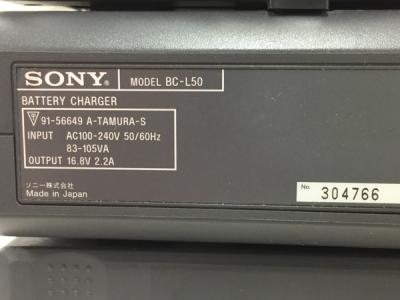 SONY. MODEL BC-L50
BATTERY CHARGER
91-56649 A-TAMURA-S
INPUT AC100-240V 50/60Hz
83-105VA
OUTPUT 16.8V 2.2A
ソニー株式会社
Made in Japan
No. 304766